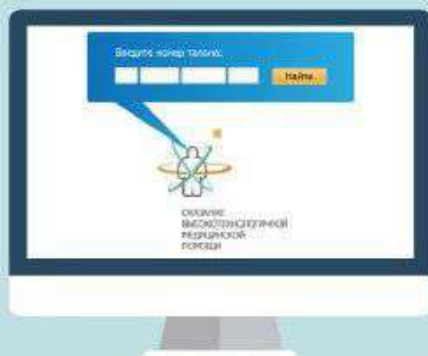 Введите номер талона:
Найти
ОКАЗАНИЕ
ВЫСОКОТЕХНОЛОГИЧНОЙ
МЕДИЦИНСКОЙ
ПОМОЩИ